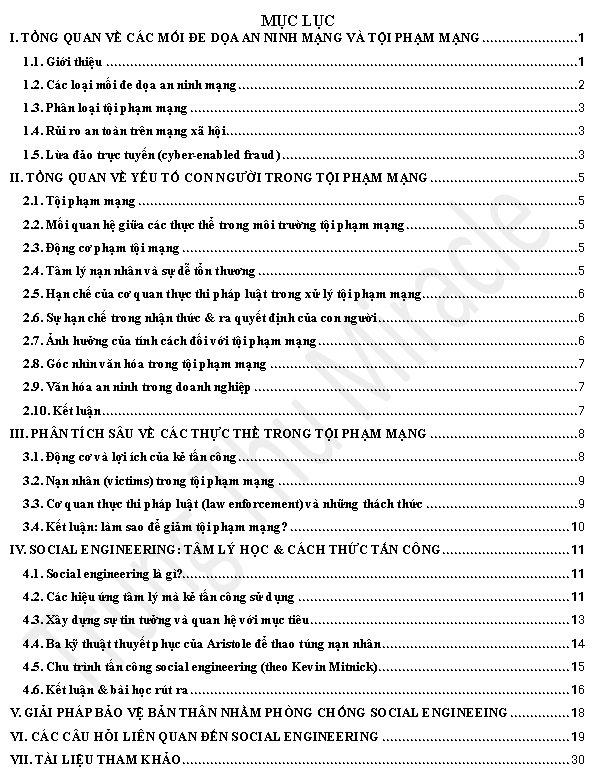 MỤC LỤC
I. TỔNG QUAN VỀ CÁC MỐI ĐE DỌA AN NINH MẠNG VÀ TỘI PHẠM MẠNG ......................1
1.1. Giới thiệu ......................1
1.2. Các loại mối đe dọa an ninh mạng ......................2
1.3. Phân loại tội phạm mạng ......................3
1.4. Rủi ro an toàn trên mạng xã hội......................3
1.5. Lừa đảo trực tuyến (cyber-enabled fraud) ......................3
II. TỔNG QUAN VỀ YẾU TỐ CON NGƯỜI TRONG TỘI PHẠM MẠNG ......................5
2.1. Tội phạm mạng ......................5
2.2. Mối quan hệ giữa các thực thể trong môi trường tội phạm mạng ......................5
2.3. Động cơ phạm tội mạng ......................5
2.4. Tâm lý nạn nhân và sự dễ tổn thương ......................5
2.5. Hạn chế của cơ quan thực thi pháp luật trong xử lý tội phạm mạng......................6
2.6. Sự hạn chế trong nhận thức & ra quyết định của con người......................6
2.7. Ảnh hưởng của tính cách đối với tội phạm mạng......................6
2.8. Góc nhìn văn hóa trong tội phạm mạng ......................7
2.9. Văn hóa an ninh trong doanh nghiệp ......................7
2.10. Kết luận......................7
III. PHÂN TÍCH SÂU VỀ CÁC THỰC THỂ TRONG TỘI PHẠM MẠNG ......................8
3.1. Động cơ và lợi ích của kẻ tấn công......................8
3.2. Nạn nhân (victims) trong tội phạm mạng ......................9
3.3. Cơ quan thực thi pháp luật (law enforcement) và những thách thức ......................9
3.4. Kết luận: làm sao để giảm tội phạm mạng? ......................10
IV. SOCIAL ENGINEERING: TÂM LÝ HỌC & CÁCH THỨC TẤN CÔNG......................11
4.1. Social engineering là gì?......................11
4.2. Các hiệu ứng tâm lý mà kẻ tấn công sử dụng ......................11
4.3. Xây dựng sự tin tưởng và quan hệ với mục tiêu......................13
4.4. Ba kỹ thuật thuyết phục của Aristole để thao túng nạn nhân......................14
4.5. Chu trình tấn công social engineering (theo Kevin Mitnick)......................15
4.6. Kết luận & bài học rút ra ......................16
V. GIẢI PHÁP BẢO VỆ BẢN THÂN NHẰM PHÒNG CHỐNG SOCIAL ENGINEEING ......................18
VI. CÁC CÂU HỎI LIÊN QUAN ĐẾN SOCIAL ENGINEERING ......................19
VII. TÀI LIỆU THAM KHẢO......................30
TrungThu Miracle